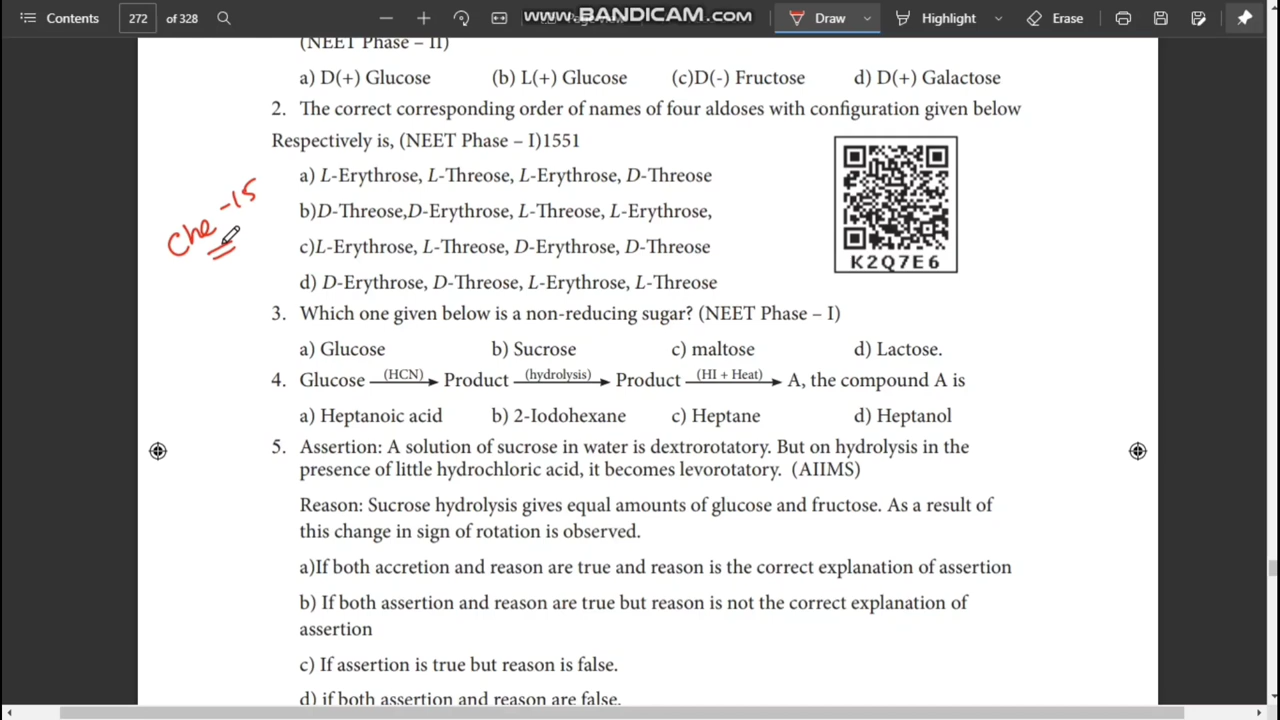 Contents 272 of 328 WWW.BANDICAM.COM Draw Highlight Erase
(NEET Phase – II)
a) D(+) Glucose (b) L(+) Glucose (c)D(-) Fructose d) D(+) Galactose
2. The correct corresponding order of names of four aldoses with configuration given below
Respectively is, (NEET Phase – I)1551
a) L-Erythrose, L-Threose, L-Erythrose, D-Threose
b)D-Threose,D-Erythrose, L-Threose, L-Erythrose,
c)L-Erythrose, L-Threose, D-Erythrose, D-Threose
d) D-Erythrose, D-Threose, L-Erythrose, L-Threose
Che -15
K2Q7E6
3. Which one given below is a non-reducing sugar? (NEET Phase – I)
a) Glucose b) Sucrose c) maltose d) Lactose.
4. Glucose (HCN) Product (hydrolysis) Product (HI + Heat) A, the compound A is
a) Heptanoic acid b) 2-Iodohexane c) Heptane d) Heptanol
5. Assertion: A solution of sucrose in water is dextrorotatory. But on hydrolysis in the
presence of little hydrochloric acid, it becomes levorotatory. (AIIMS)
Reason: Sucrose hydrolysis gives equal amounts of glucose and fructose. As a result of
this change in sign of rotation is observed.
a)If both accretion and reason are true and reason is the correct explanation of assertion
b) If both assertion and reason are true but reason is not the correct explanation of
assertion
c) If assertion is true but reason is false.
d) if both assertion and reason are false.